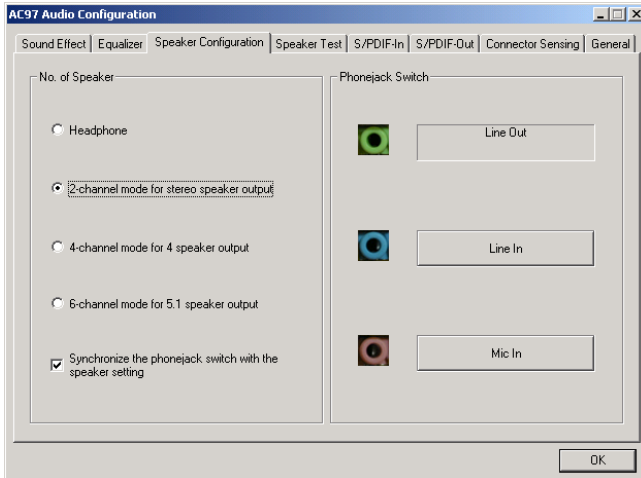 AC97 Audio Configuration
Sound Effect
Equalizer
Speaker Configuration
Speaker Test
S/PDIF-In
S/PDIF-Out
Connector Sensing
General
No. of Speaker
Headphone
2-channel mode for stereo speaker output
4-channel mode for 4 speaker output
6-channel mode for 5.1 speaker output
Synchronize the phonejack switch with the
speaker setting
Phonejack Switch
Line Out
Line In
Mic In
OK